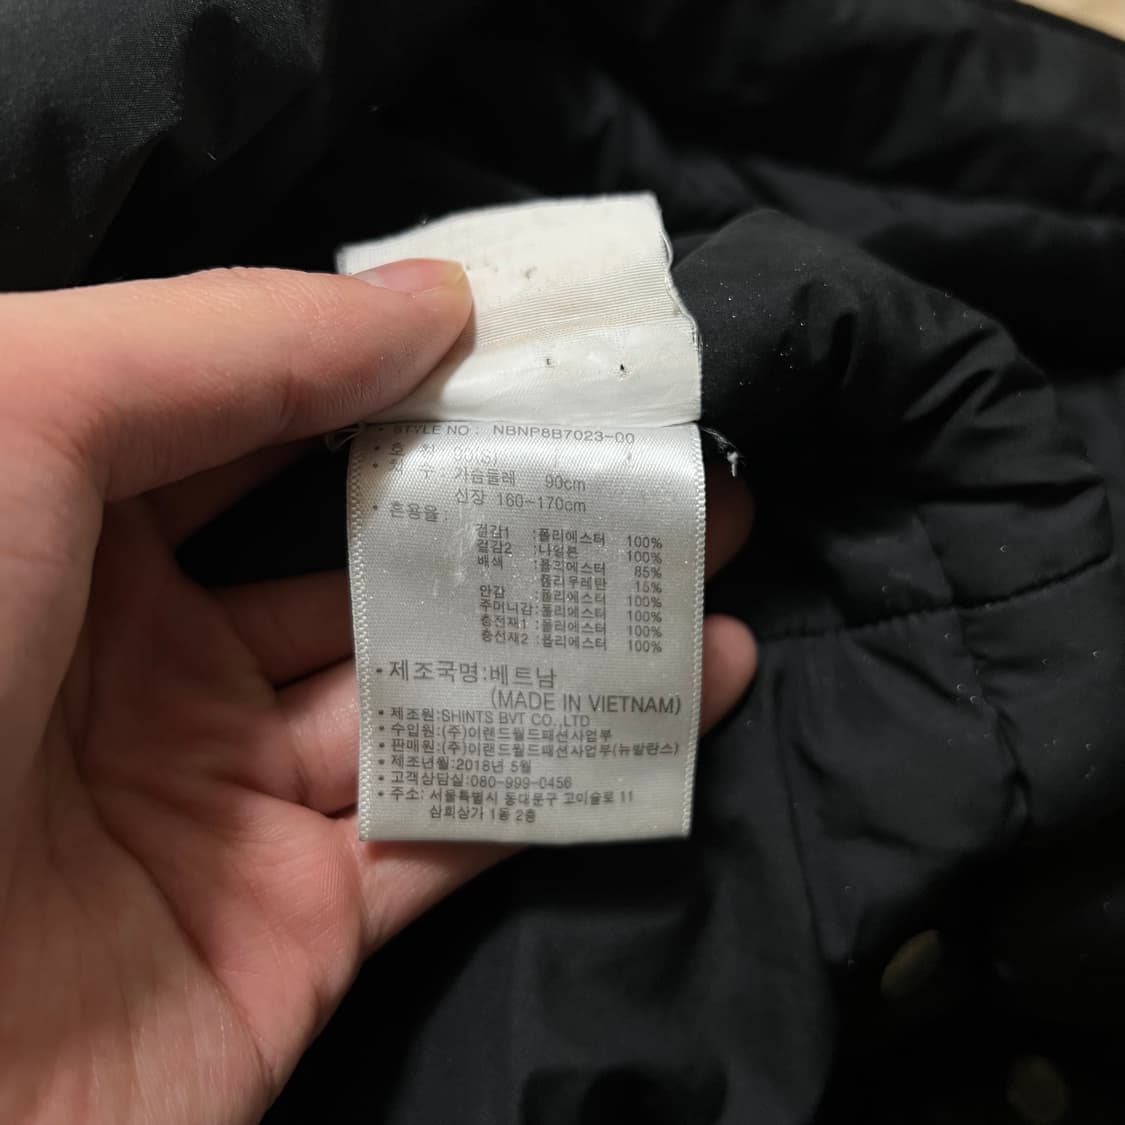 • STYLE NO : NBNP8B7023-00
• 호 칭 90(S)
• 치 수 : 가슴둘레 90cm
신장 160-170cm
• 혼용율 :
겉감1 :폴리에스터 100%
겉감2 :나일론 100%
배색 :폴리에스터 85%
폴리우레탄 15%
안감 :폴리에스터 100%
주머니감:폴리에스터 100%
충전재1 :폴리에스터 100%
충전재2 :폴리에스터 100%
• 제조국명:베트남
(MADE IN VIETNAM)
• 제조원:SHINTS BVT CO.,LTD
• 수입원:(주)이랜드월드패션사업부
• 판매원:(주)이랜드월드패션사업부(뉴발란스)
• 제조년월:2018년 5월
• 고객상담실:080-999-0456
• 주소: 서울특별시 동대문구 고미술로 11
삼희상가 1동 2층